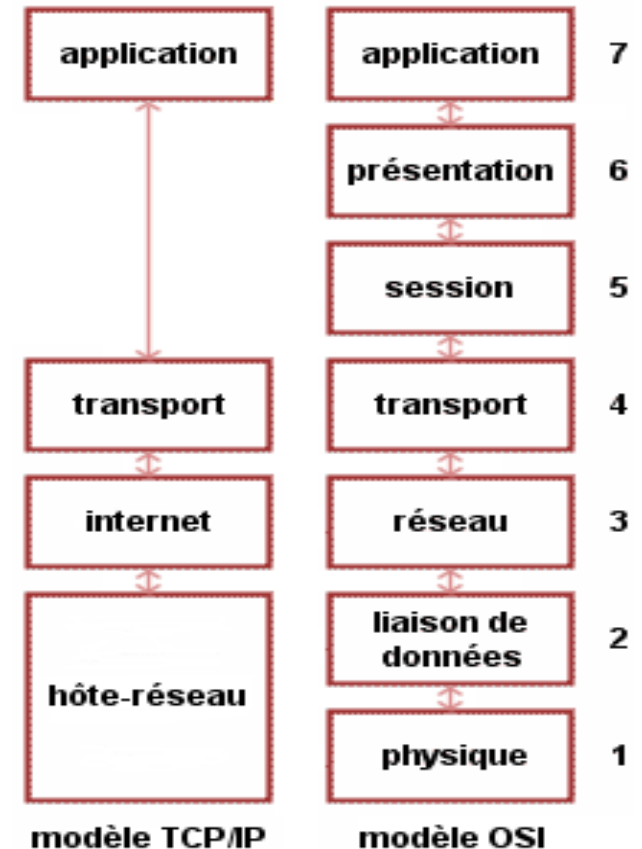 application
application 7
présentation 6
session 5
transport
transport 4
internet
réseau 3
liaison de
données 2
hôte-réseau
physique 1
modèle TCP/IP
modèle OSI